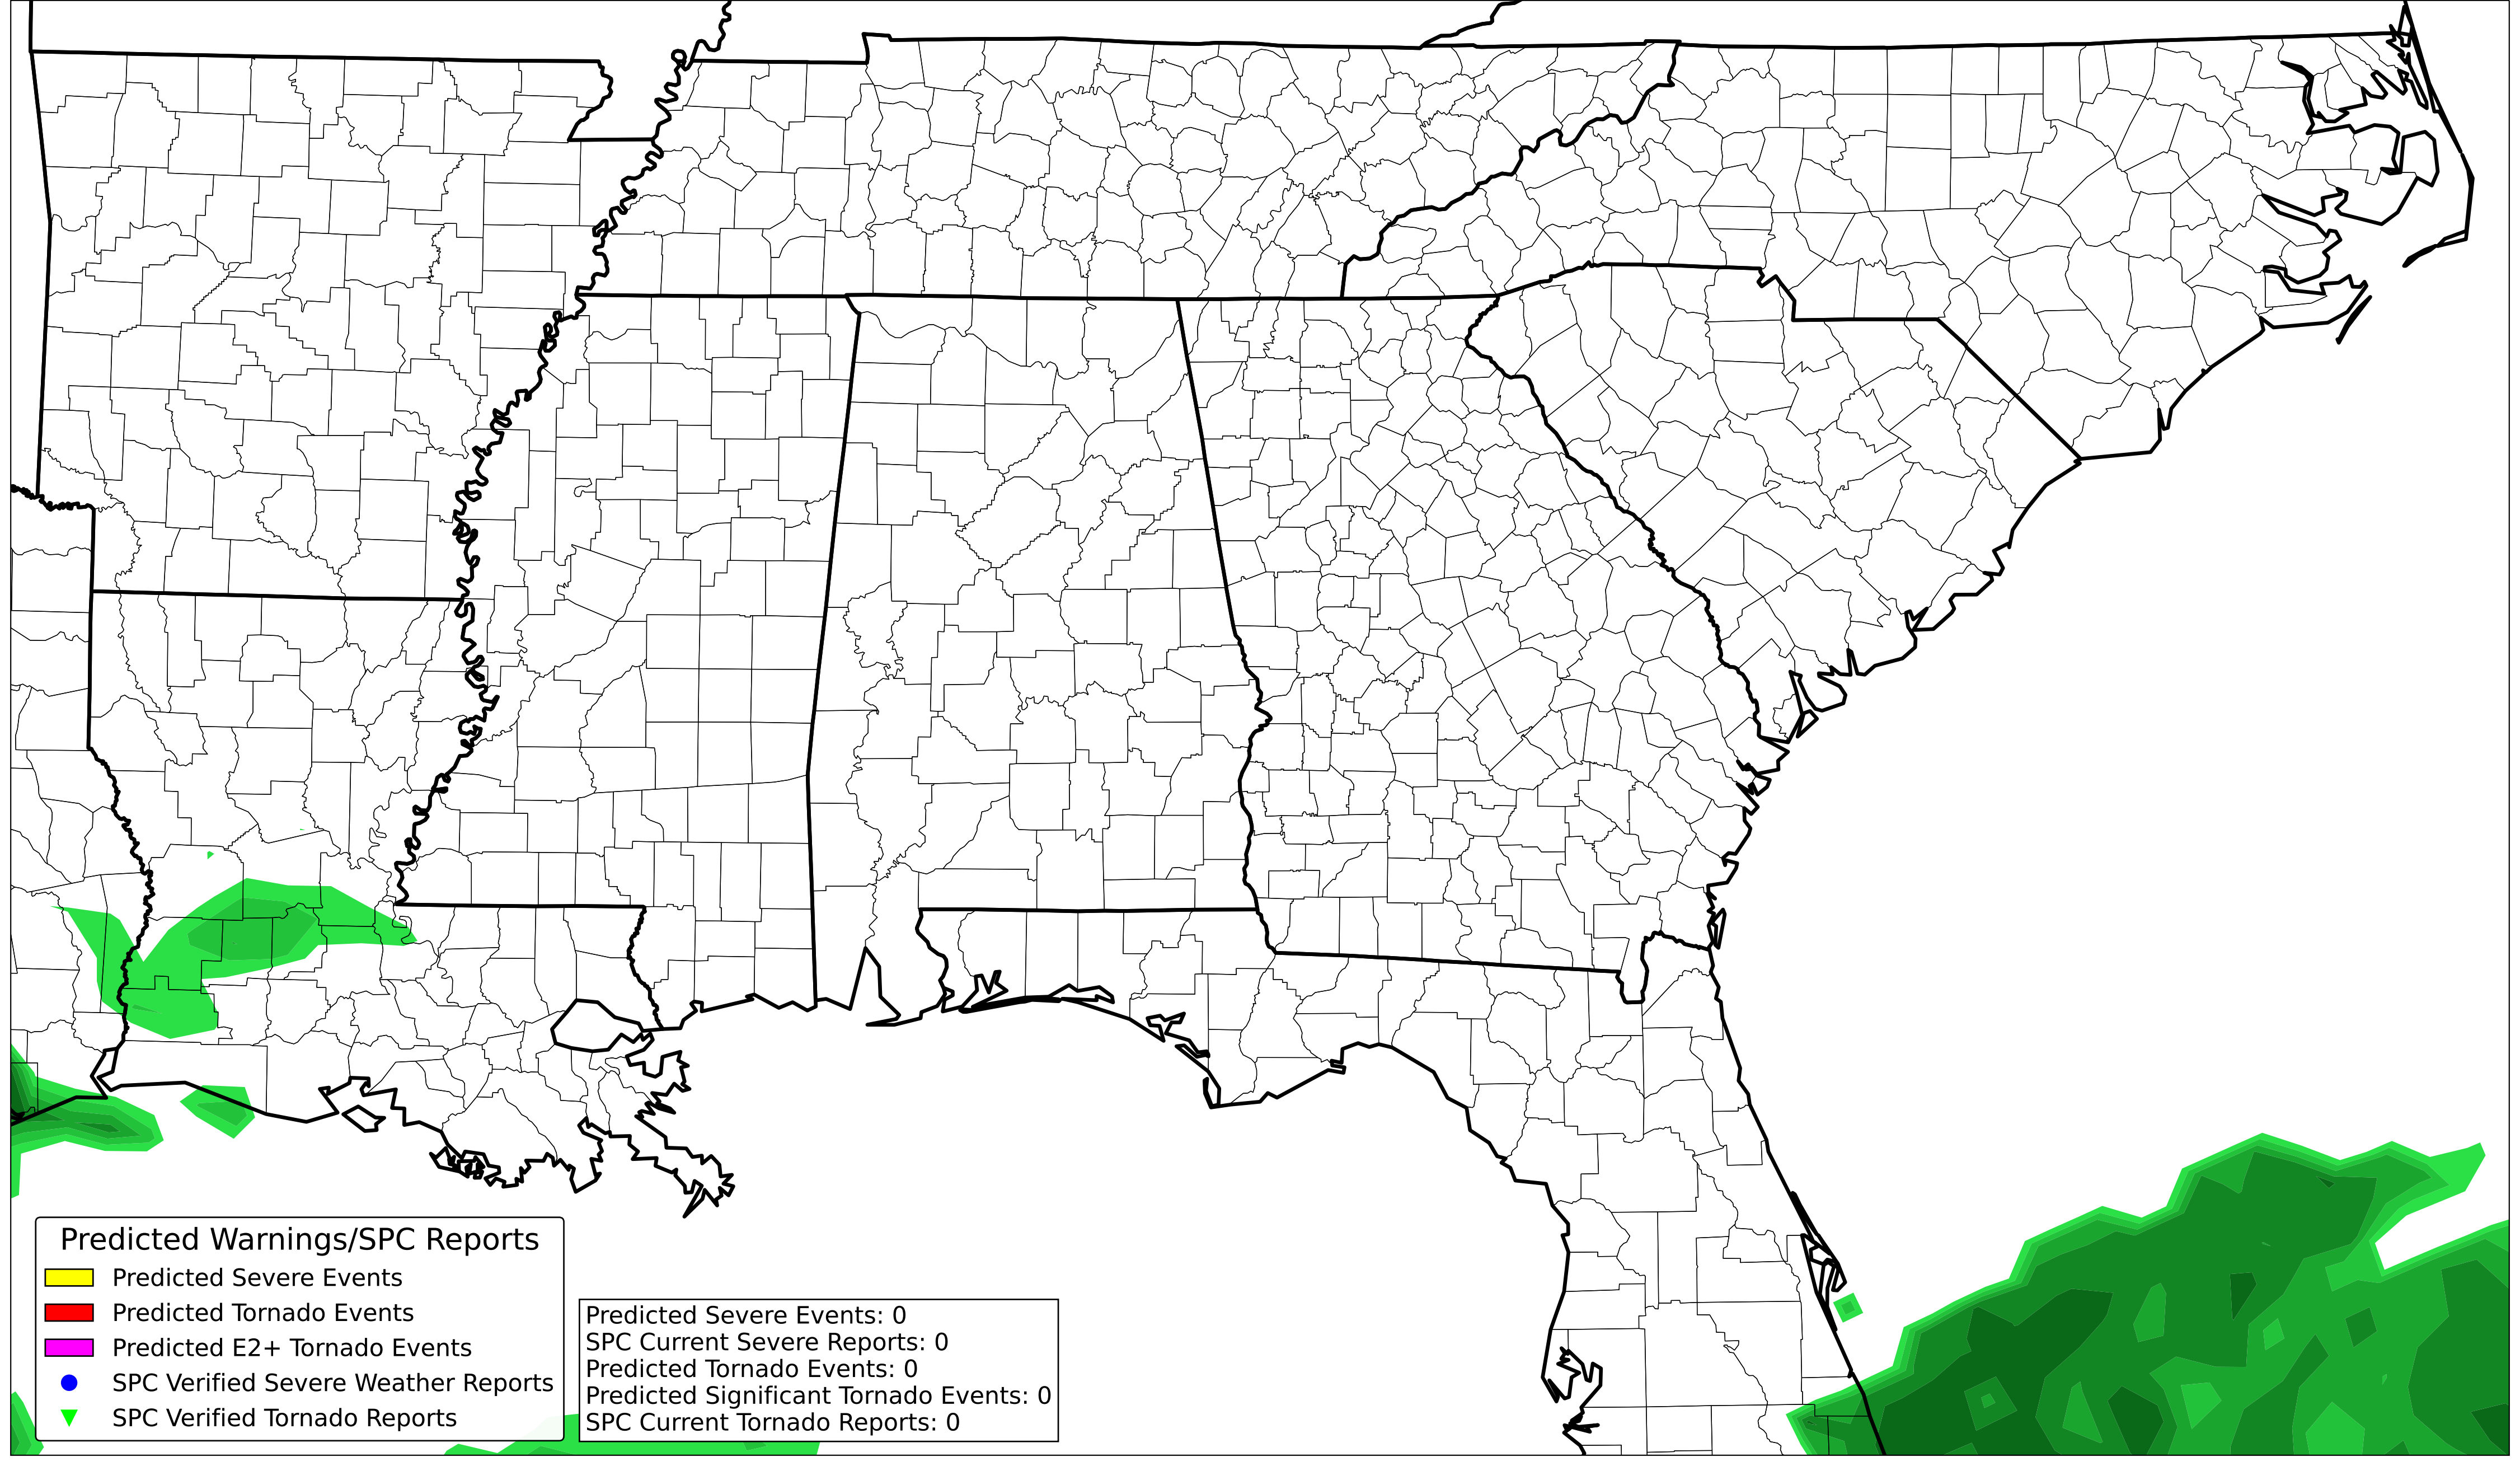 Predicted Warnings/SPC Reports
Predicted Severe Events
Predicted Tornado Events
Predicted E2+ Tornado Events
SPC Verified Severe Weather Reports
SPC Verified Tornado Reports
Predicted Severe Events: 0
SPC Current Severe Reports: 0
Predicted Tornado Events: 0
Predicted Significant Tornado Events: 0
SPC Current Tornado Reports: 0